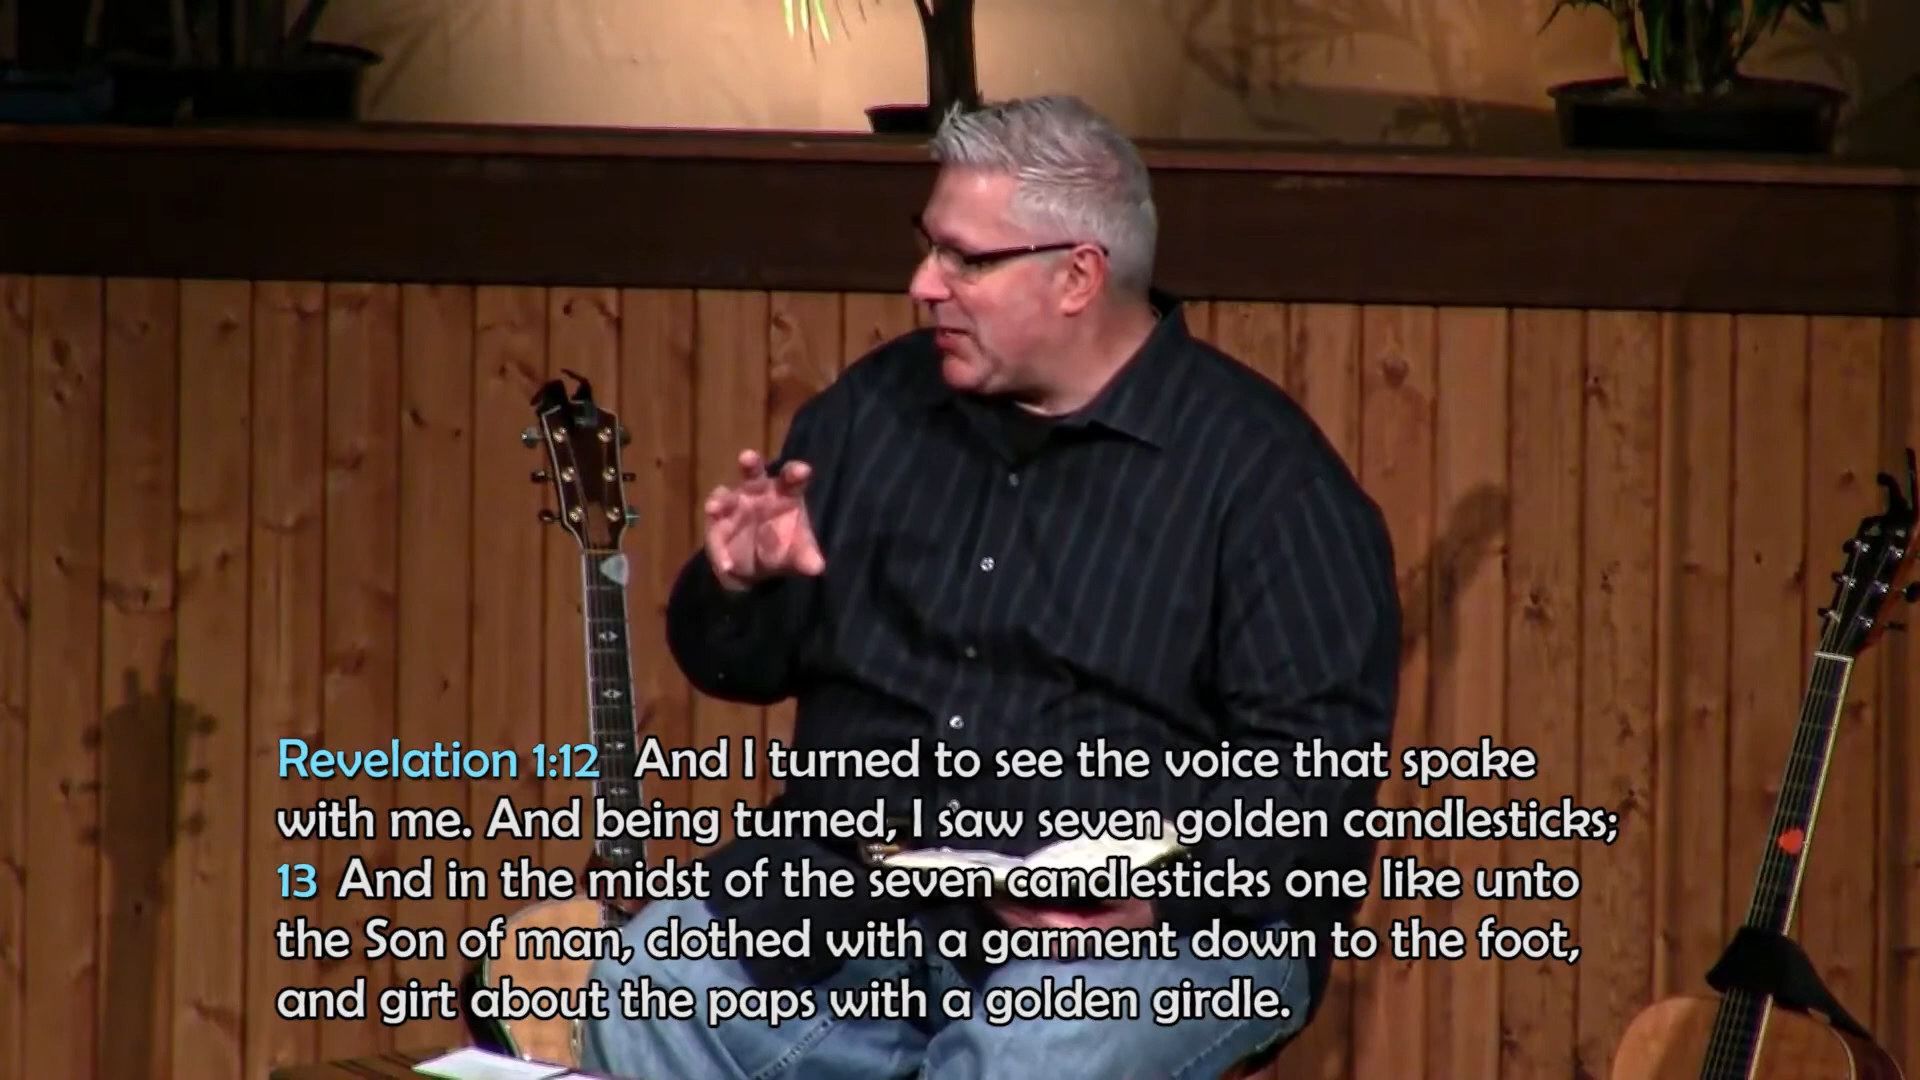 Revelation 1:12 And I turned to see the voice that spake
with me. And being turned, I saw seven golden candlesticks;
13 And in the midst of the seven candlesticks one like unto
the Son of man, clothed with a garment down to the foot,
and girt about the paps with a golden girdle.